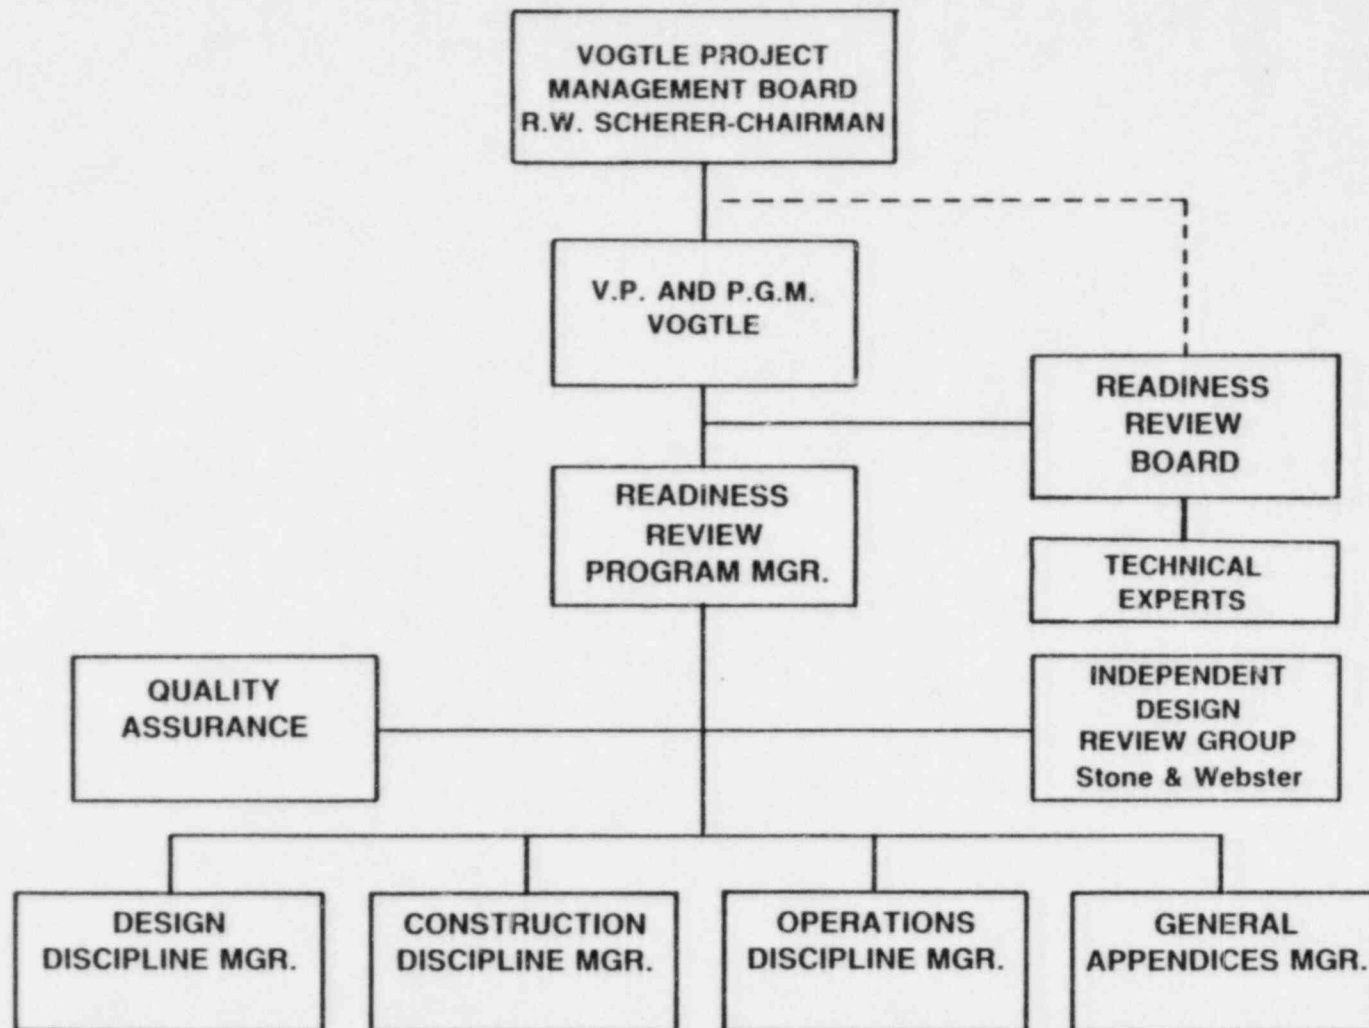 VOGTLE PROJECT
MANAGEMENT BOARD
R.W. SCHERER-CHAIRMAN
V.P. AND P.G.M.
VOGTLE
READINESS
REVIEW
BOARD
READINESS
REVIEW
PROGRAM MGR.
TECHNICAL
EXPERTS
QUALITY
ASSURANCE
INDEPENDENT
DESIGN
REVIEW GROUP
Stone & Webster
DESIGN
DISCIPLINE MGR.
CONSTRUCTION
DISCIPLINE MGR.
OPERATIONS
DISCIPLINE MGR.
GENERAL
APPENDICES MGR.